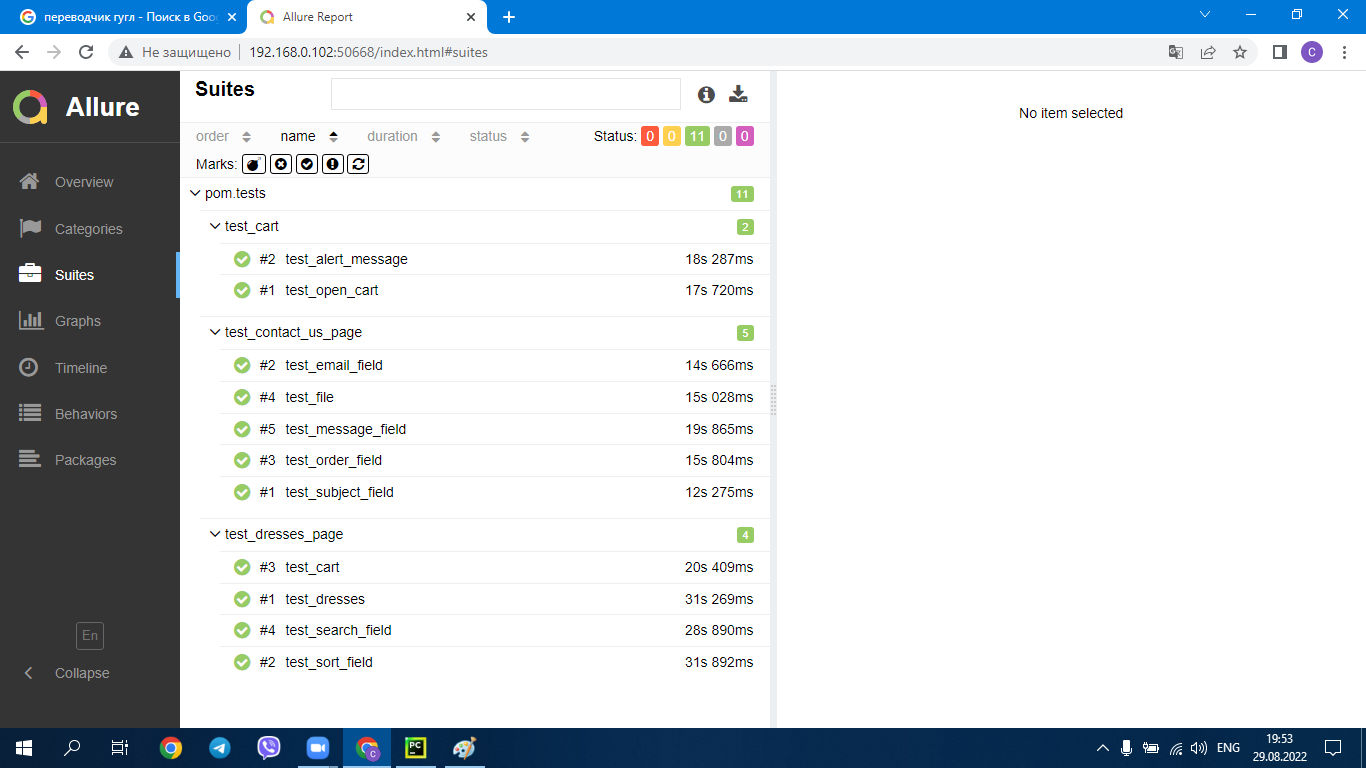 переводчик гугл - Поиск в Goog
Allure Report
Не защищено | 192.168.0.102:50668/index.html#suites
C
Allure
Overview
Categories
Suites
Graphs
Timeline
Behaviors
Packages
En
Collapse
Suites
order name duration status Status: 0 0 11 0 0
Marks:
pom.tests 11
test_cart 2
#2 test_alert_message 18s 287ms
#1 test_open_cart 17s 720ms
test_contact_us_page 5
#2 test_email_field 14s 666ms
#4 test_file 15s 028ms
#5 test_message_field 19s 865ms
#3 test_order_field 15s 804ms
#1 test_subject_field 12s 275ms
test_dresses_page 4
#3 test_cart 20s 409ms
#1 test_dresses 31s 269ms
#4 test_search_field 28s 890ms
#2 test_sort_field 31s 892ms
No item selected
C
PC
ENG
19:53
29.08.2022